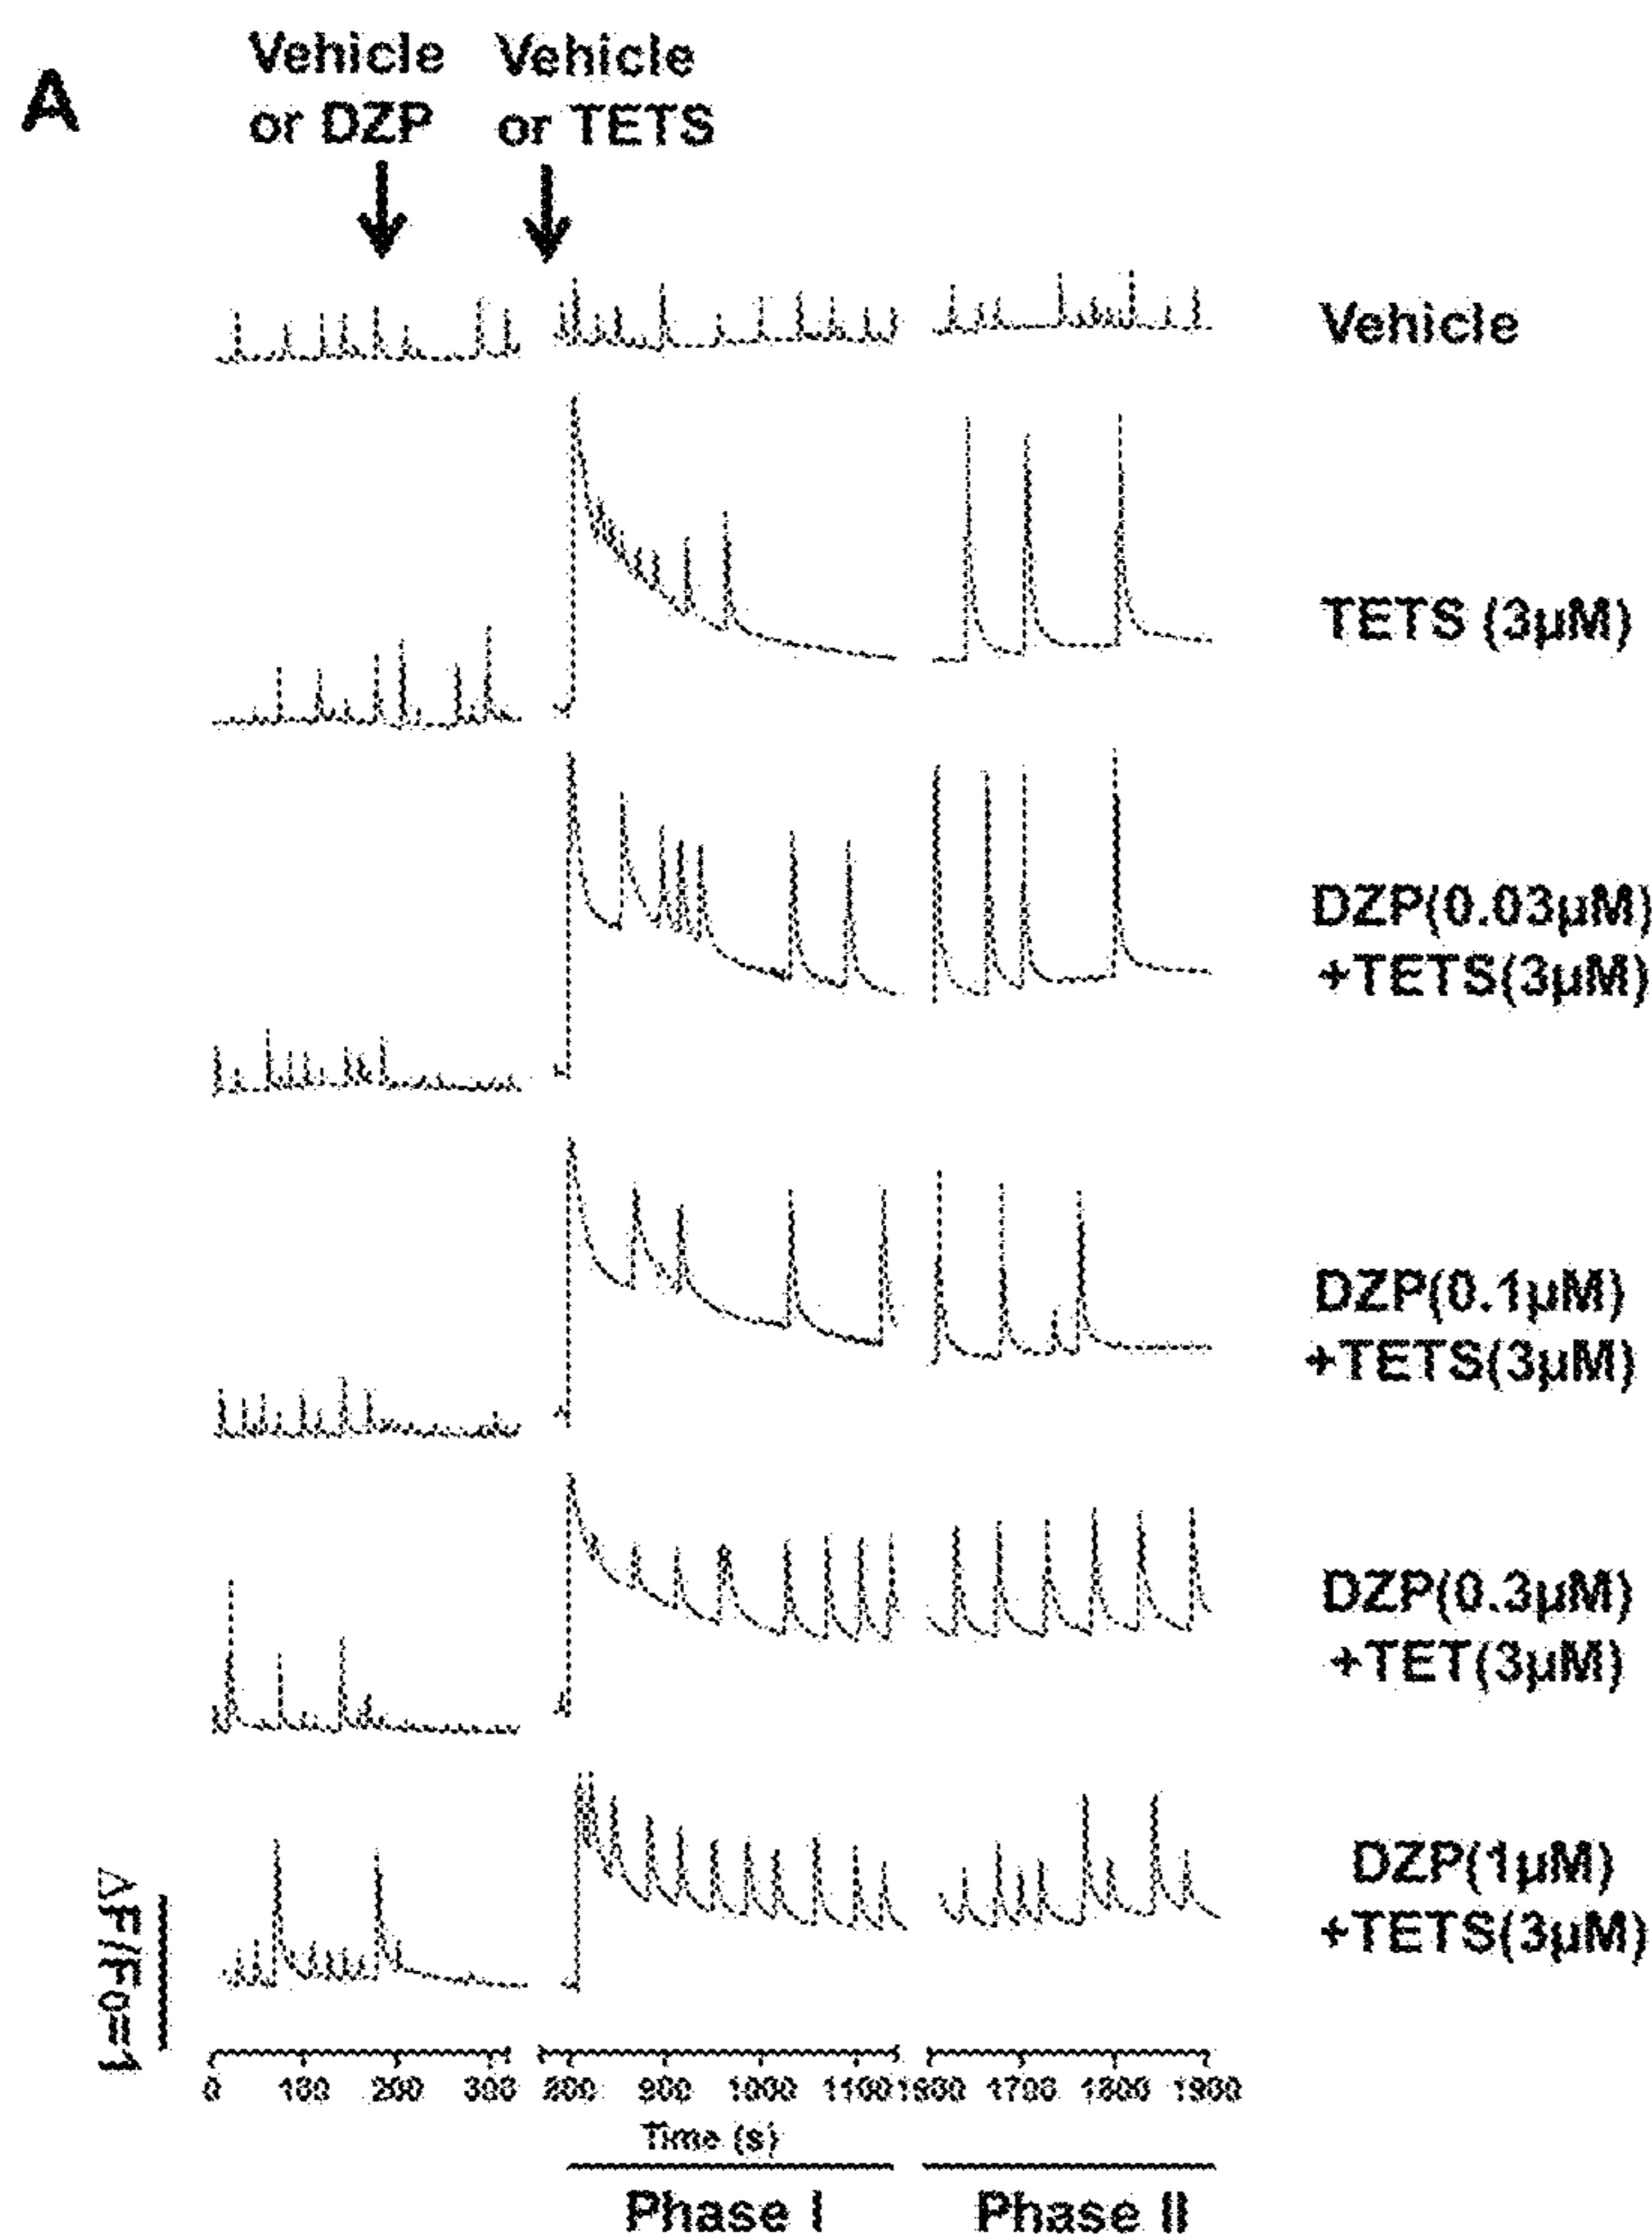 A
Vehicle
or DZP
Vehicle
or TETS
Vehicle
TETS (3µM)
DZP(0.03µM)
+TETS(3µM)
DZP(0.1µM)
+TETS(3µM)
DZP(0.3µM)
+TET(3µM)
DZP(1µM)
+TETS(3µM)
ΔF/F0=1
0 100 200 300 800 900 1000 1100 1600 1700 1800 1900
Time (s)
Phase I Phase II